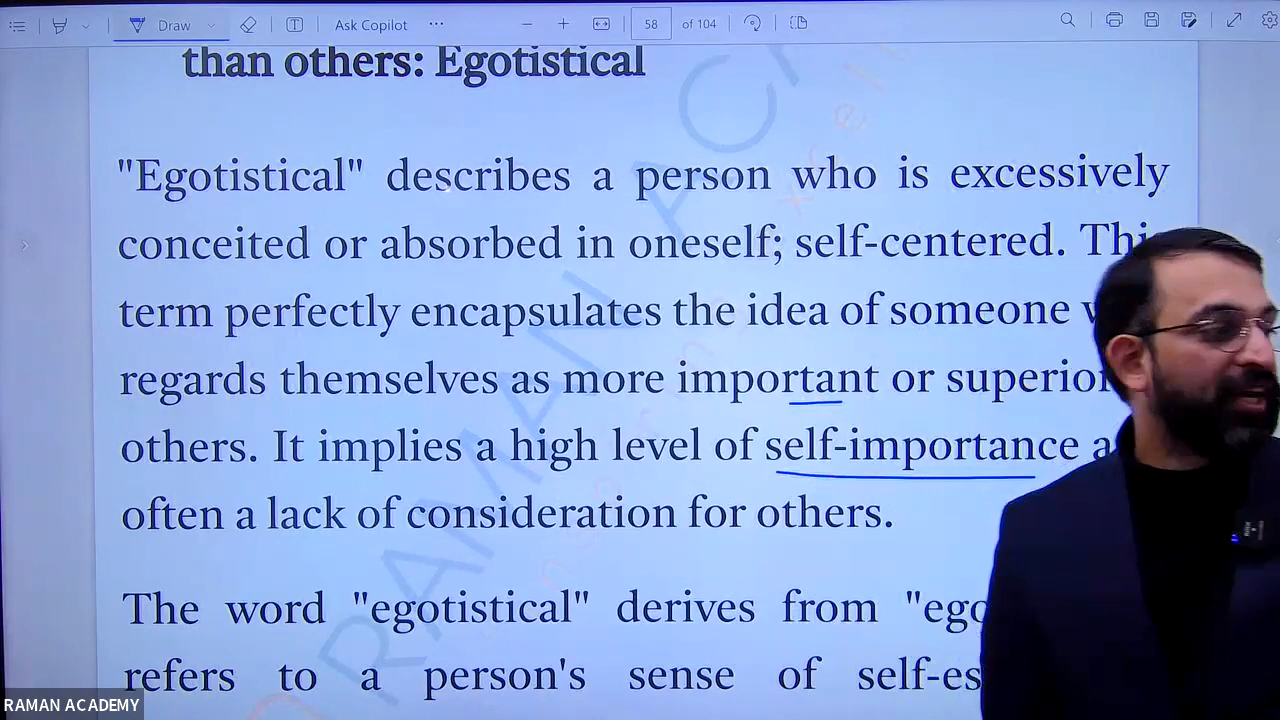 Draw
Ask Copilot
58 of 104
than others: Egotistical
"Egotistical" describes a person who is excessively
conceited or absorbed in oneself; self-centered.
term perfectly encapsulates the idea of someone
regards themselves as more important or superior
others. It implies a high level of self-importance
often a lack of consideration for others.
The word "egotistical" derives from "ego
refers to a person's sense of
RAMAN ACADEMY
RAMAN